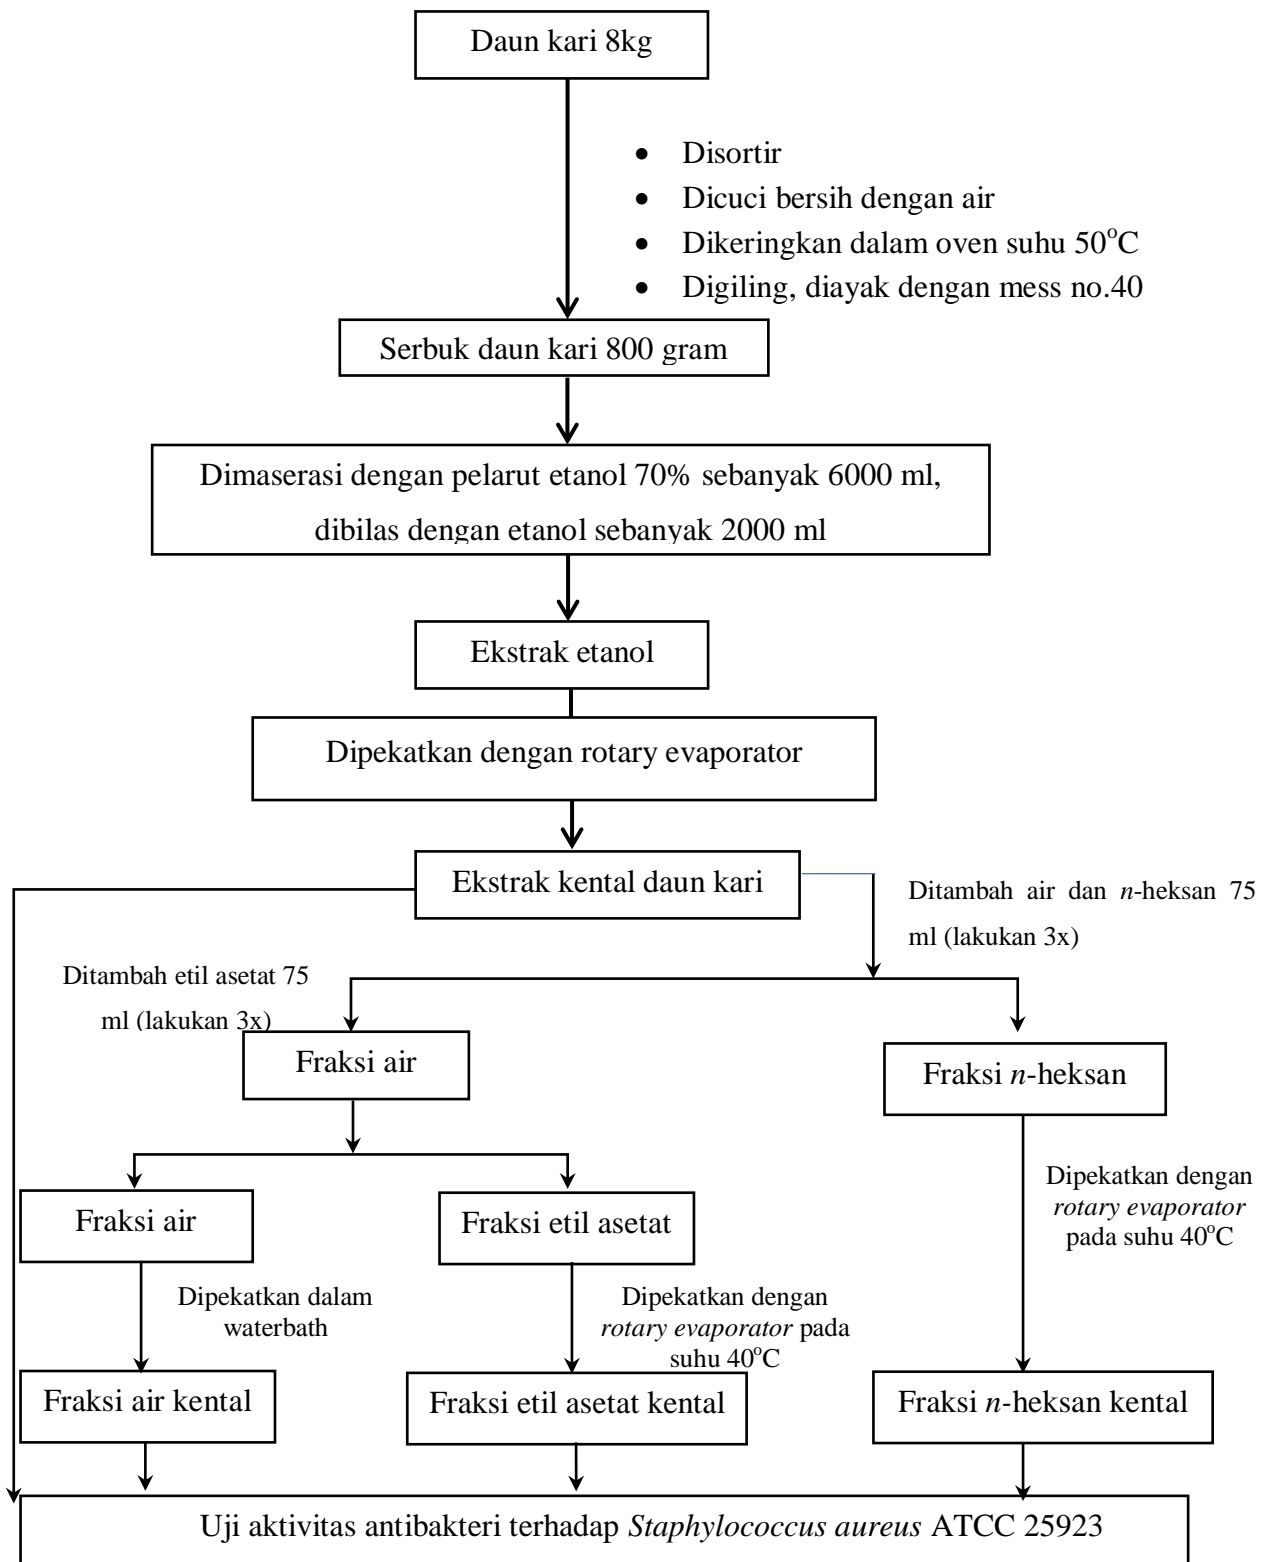 Daun kari 8kg
• Disortir
• Dicuci bersih dengan air
• Dikeringkan dalam oven suhu 50°C
• Digiling, diayak dengan mess no.40
Serbuk daun kari 800 gram
Dimaserasi dengan pelarut etanol 70% sebanyak 6000 ml,
dibilas dengan etanol sebanyak 2000 ml
Ekstrak etanol
Dipekatkan dengan rotary evaporator
Ekstrak kental daun kari
Ditambah air dan n-heksan 75
ml (lakukan 3x)
Ditambah etil asetat 75
ml (lakukan 3x)
Fraksi air
Fraksi n-heksan
Fraksi air
Fraksi etil asetat
Dipekatkan dengan
rotary evaporator
pada suhu 40°C
Dipekatkan dalam
waterbath
Dipekatkan dengan
rotary evaporator pada
suhu 40°C
Fraksi air kental
Fraksi etil asetat kental
Fraksi n-heksan kental
Uji aktivitas antibakteri terhadap Staphylococcus aureus ATCC 25923